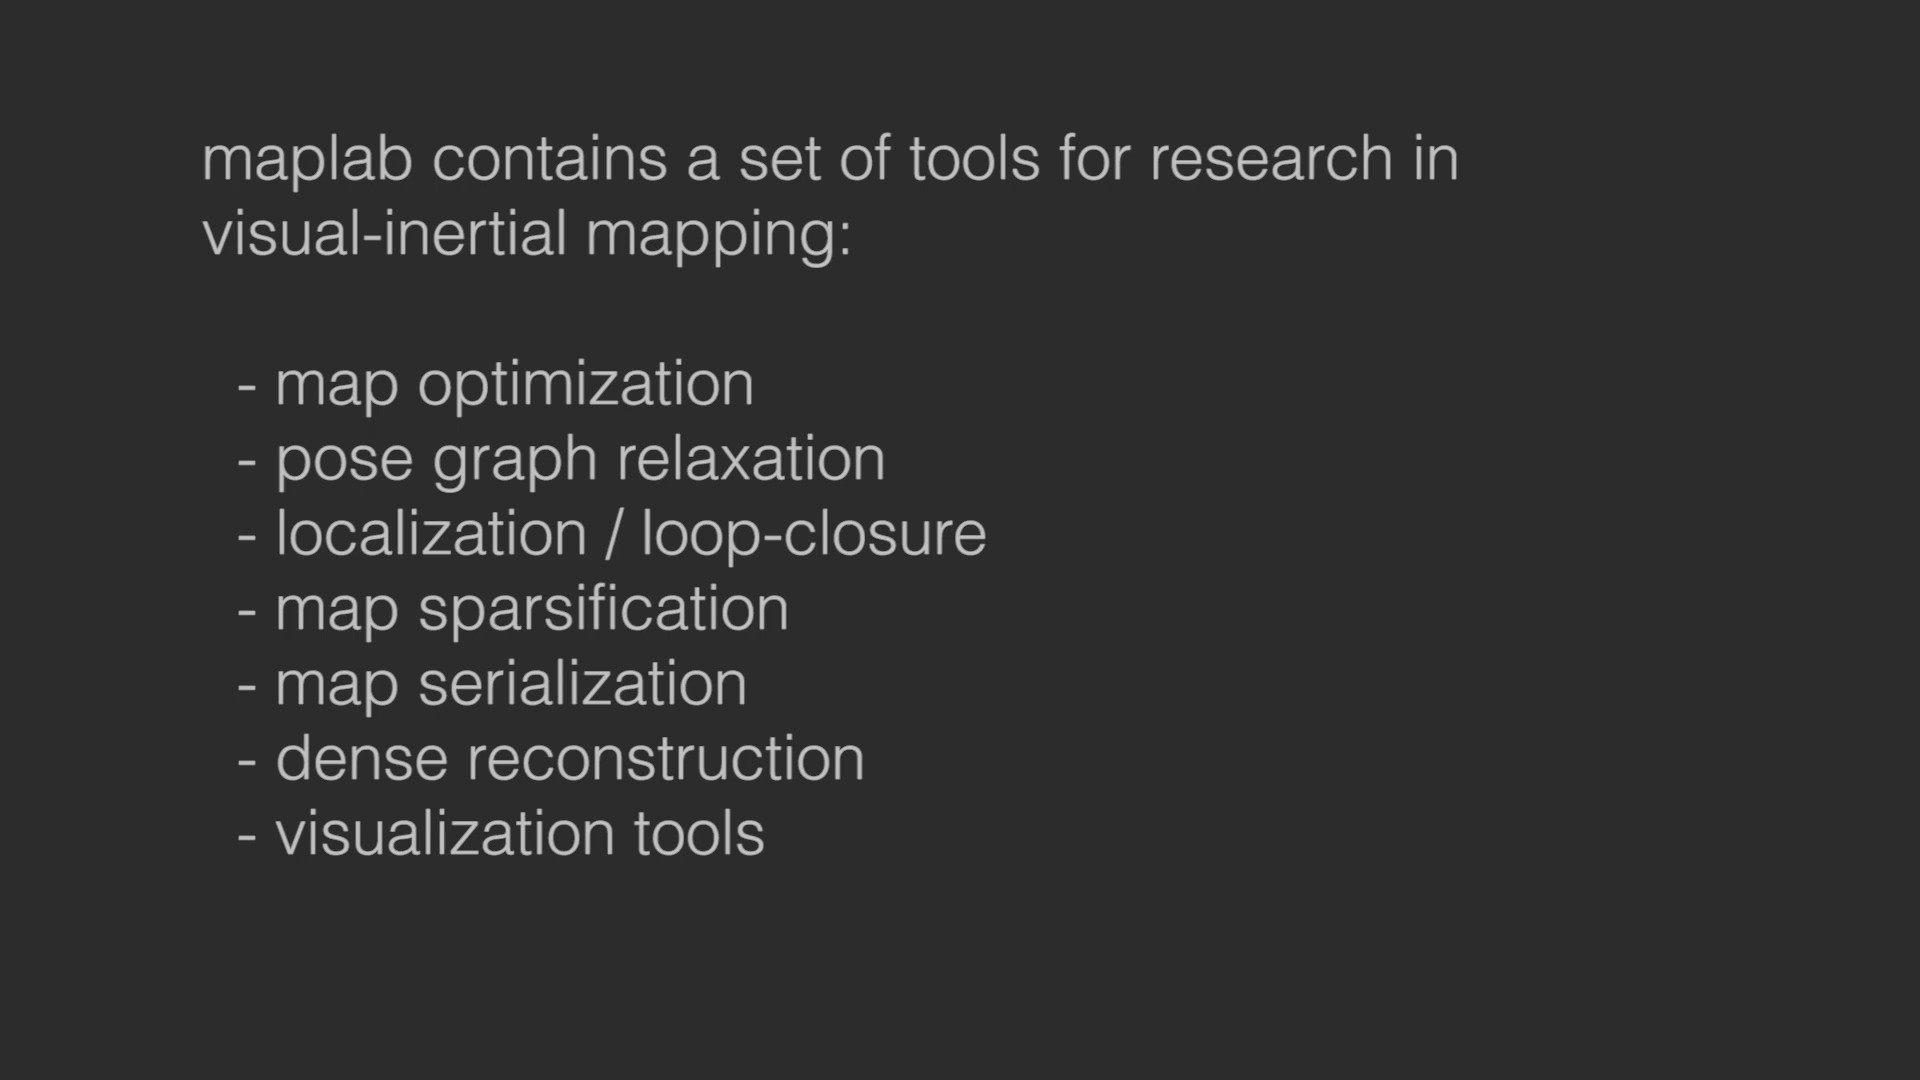 maplab contains a set of tools for research in
visual-inertial mapping:
- map optimization
- pose graph relaxation
- localization / loop-closure
- map sparsification
- map serialization
- dense reconstruction
- visualization tools